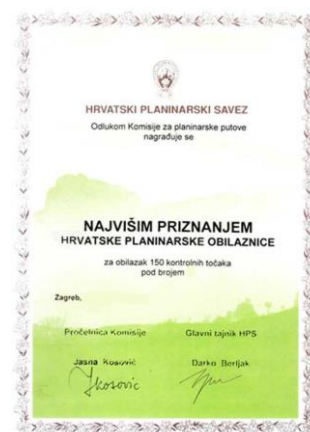 HRVATSKI PLANINARSKI SAVEZ
Odlukom Komisije za planinarske putove
nagrađuje se
NAJVIŠIM PRIZNANJEM
HRVATSKE PLANINARSKE OBILAZNICE
za obilazak 150 kontrolnih točaka
pod brojem
Zagreb,
Pročelnica Komisije Glavni tajnik HPS
Jasna Kosović Darko Berljak
JKosović